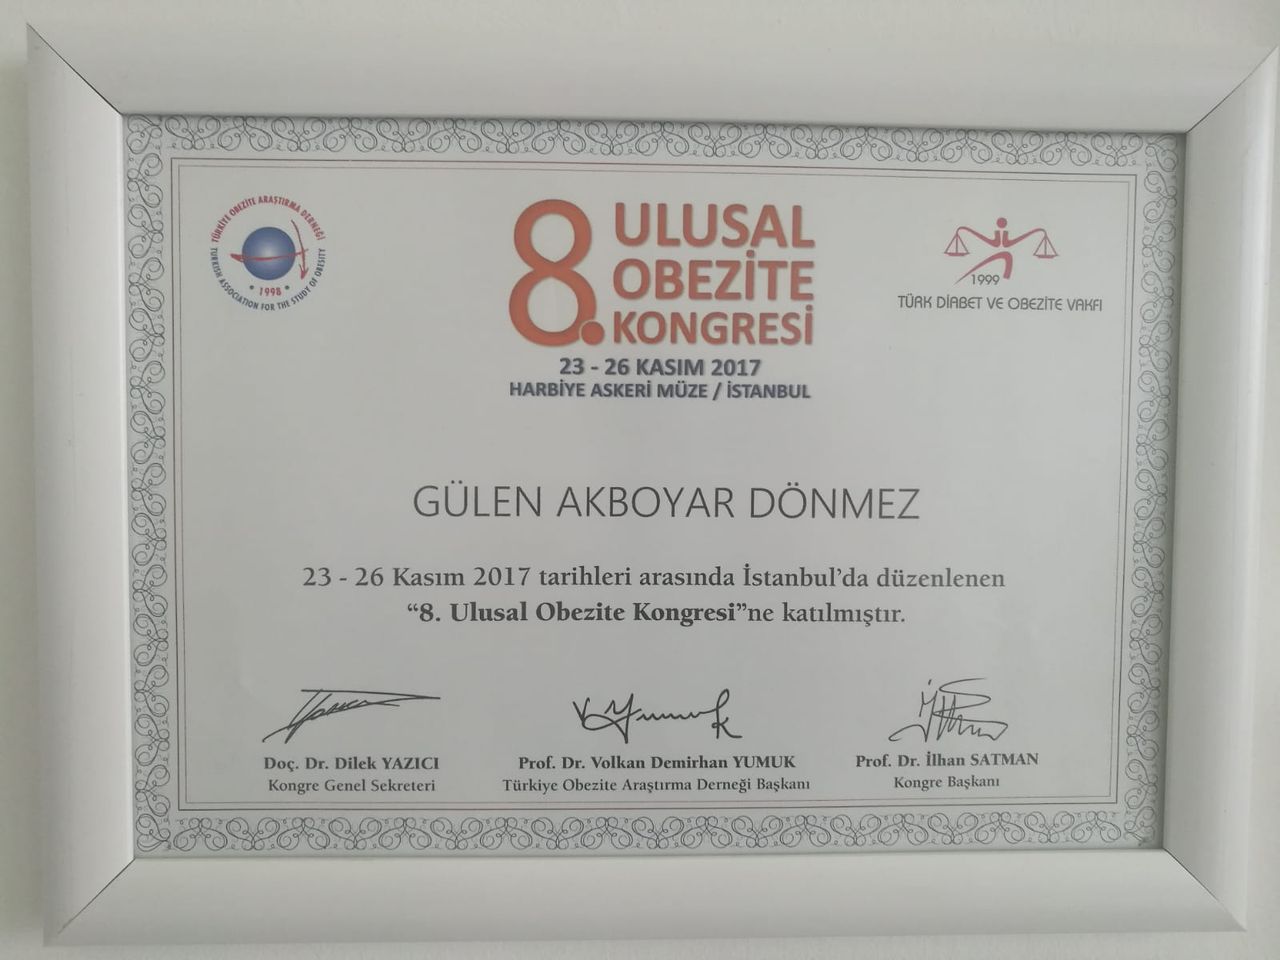 TÜRKİYE OBEZİTE ARAŞTIRMA DERNEĞİ
TURKISH ASSOCIATION FOR THE STUDY OF OBESITY
• 1998 •
8. ULUSAL
OBEZİTE
KONGRESİ
23 - 26 KASIM 2017
HARBİYE ASKERİ MÜZE / İSTANBUL
1999
TÜRK DİABET VE OBEZİTE VAKFI
GÜLEN AKBOYAR DÖNMEZ
23 - 26 Kasım 2017 tarihleri arasında İstanbul’da düzenlenen
“8. Ulusal Obezite Kongresi”ne katılmıştır.
Doç. Dr. Dilek YAZICI
Kongre Genel Sekreteri
Prof. Dr. Volkan Demirhan YUMUK
Türkiye Obezite Araştırma Derneği Başkanı
Prof. Dr. İlhan SATMAN
Kongre Başkanı